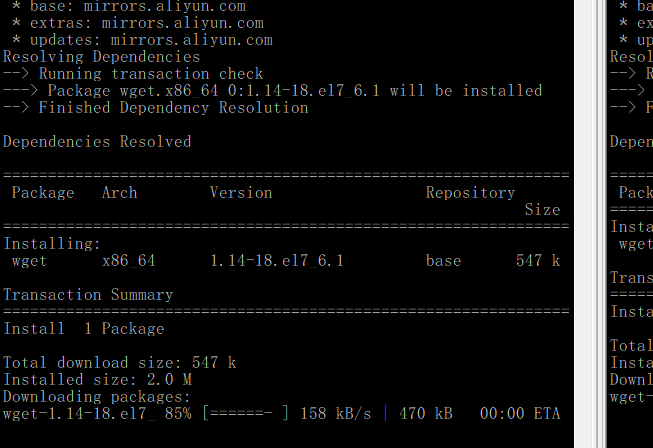 * base: mirrors.aliyun.com
* extras: mirrors.aliyun.com
* updates: mirrors.aliyun.com
Resolving Dependencies
--> Running transaction check
---> Package wget.x86_64 0:1.14-18.el7_6.1 will be installed
--> Finished Dependency Resolution
Dependencies Resolved
================================================================
Package Arch Version Repository
Size
================================================================
Installing:
wget x86_64 1.14-18.el7_6.1 base 547 k
Transaction Summary
================================================================
Install 1 Package
Total download size: 547 k
Installed size: 2.0 M
Downloading packages:
wget-1.14-18.el7_ 85% [======- ] 158 kB/s | 470 kB 00:00 ETA
* ba
* ex
* up
Resol
--> R
--->
--> F
Depen
=====
Pack
=====
Insta
wget
Trans
=====
Insta
Total
Insta
Downl
wget-